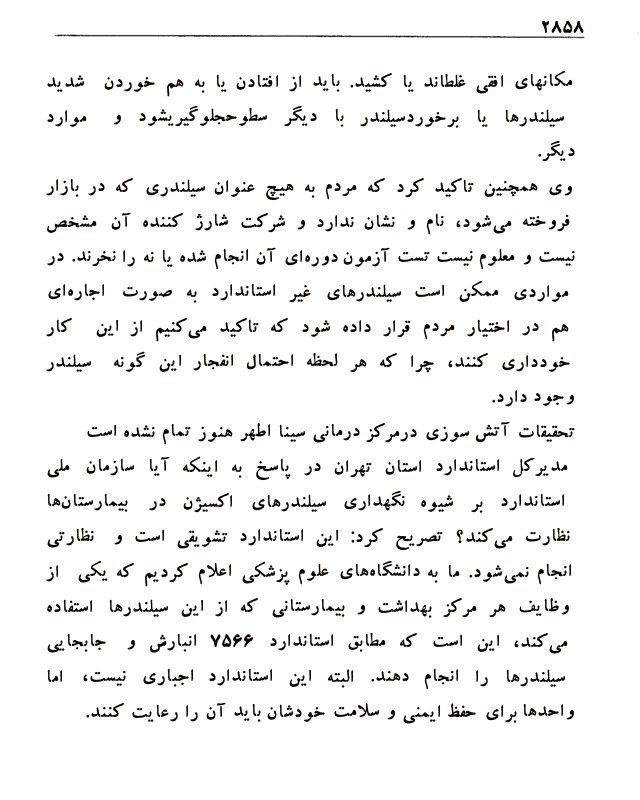 ۲۸۵۸
مکانهای افقی غلطاند یا کشید. باید از افتادن یا به هم خوردن شدید
سیلندرها یا برخوردسیلندر با دیگر سطوحجلوگیریشود و موارد
دیگر.
وی همچنین تاکید کرد که مردم به هیچ عنوان سیلندری که در بازار
فروخته می‌شود، نام و نشان ندارد و شرکت شارژ کننده آن مشخص
نیست و معلوم نیست تست آزمون دوره‌ای آن انجام شده یا نه را نخرند. در
مواردی ممکن است سیلندرهای غیر استاندارد به صورت اجاره‌ای
هم در اختیار مردم قرار داده شود که تاکید می‌کنیم از این کار
خودداری کنند، چرا که هر لحظه احتمال انفجار این گونه سیلندر
وجود دارد.
تحقیقات آتش سوزی درمرکز درمانی سینا اطهر هنوز تمام نشده است
مدیرکل استاندارد استان تهران در پاسخ به اینکه آیا سازمان ملی
استاندارد بر شیوه نگهداری سیلندرهای اکسیژن در بیمارستان‌ها
نظارت می‌کند؟ تصریح کرد: این استاندارد تشویقی است و نظارتی
انجام نمی‌شود. ما به دانشگاه‌های علوم پزشکی اعلام کردیم که یکی از
وظایف هر مرکز بهداشت و بیمارستانی که از این سیلندرها استفاده
می‌کند، این است که مطابق استاندارد ۷۵۶۶ انبارش و جابجایی
سیلندرها را انجام دهند. البته این استاندارد اجباری نیست، اما
واحدها برای حفظ ایمنی و سلامت خودشان باید آن را رعایت کنند.